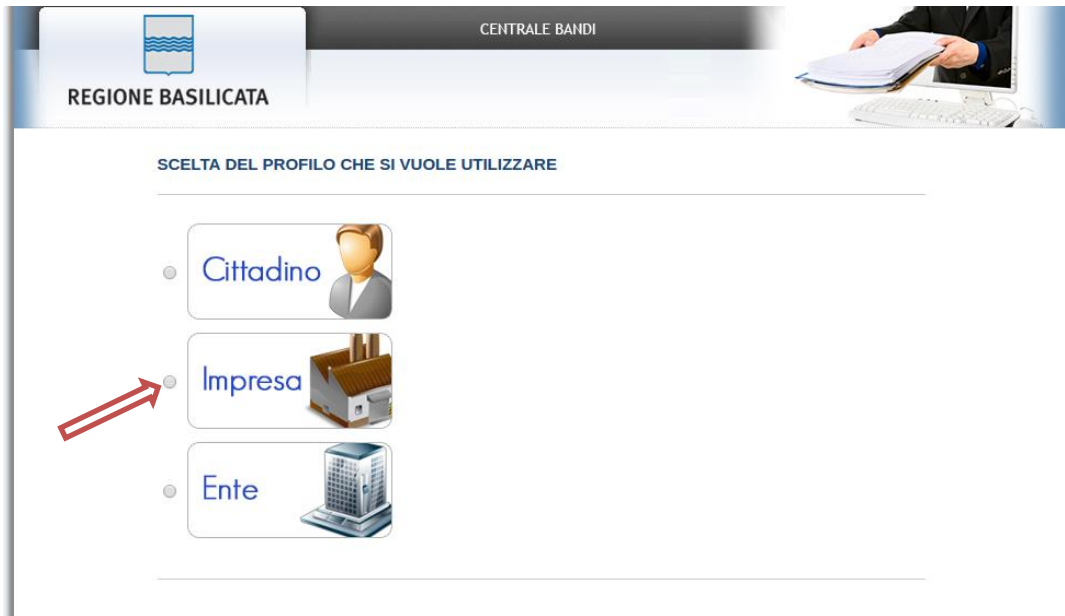 CENTRALE BANDI
REGIONE BASILICATA
SCELTA DEL PROFILO CHE SI VUOLE UTILIZZARE
Cittadino
Impresa
Ente